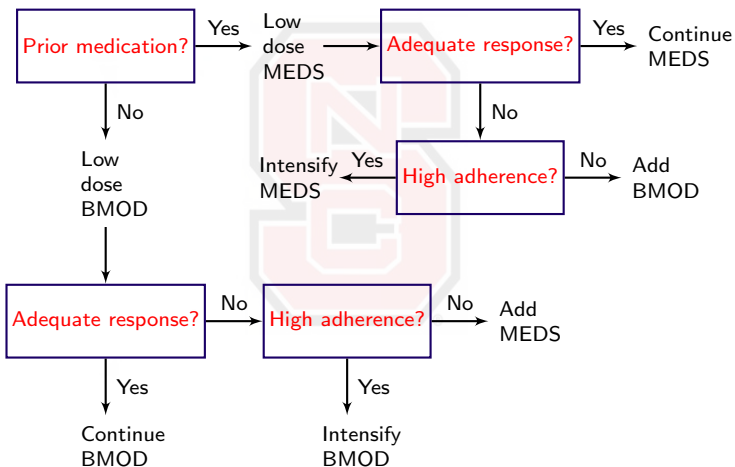 Prior medication?
Yes
Low
dose
MEDS
Adequate response?
Yes
Continue
MEDS
No
No
Low
dose
BMOD
Intensify
MEDS
Yes
High adherence?
No
Add
BMOD
Adequate response?
No
High adherence?
No
Add
MEDS
Yes
Yes
Continue
BMOD
Intensify
BMOD